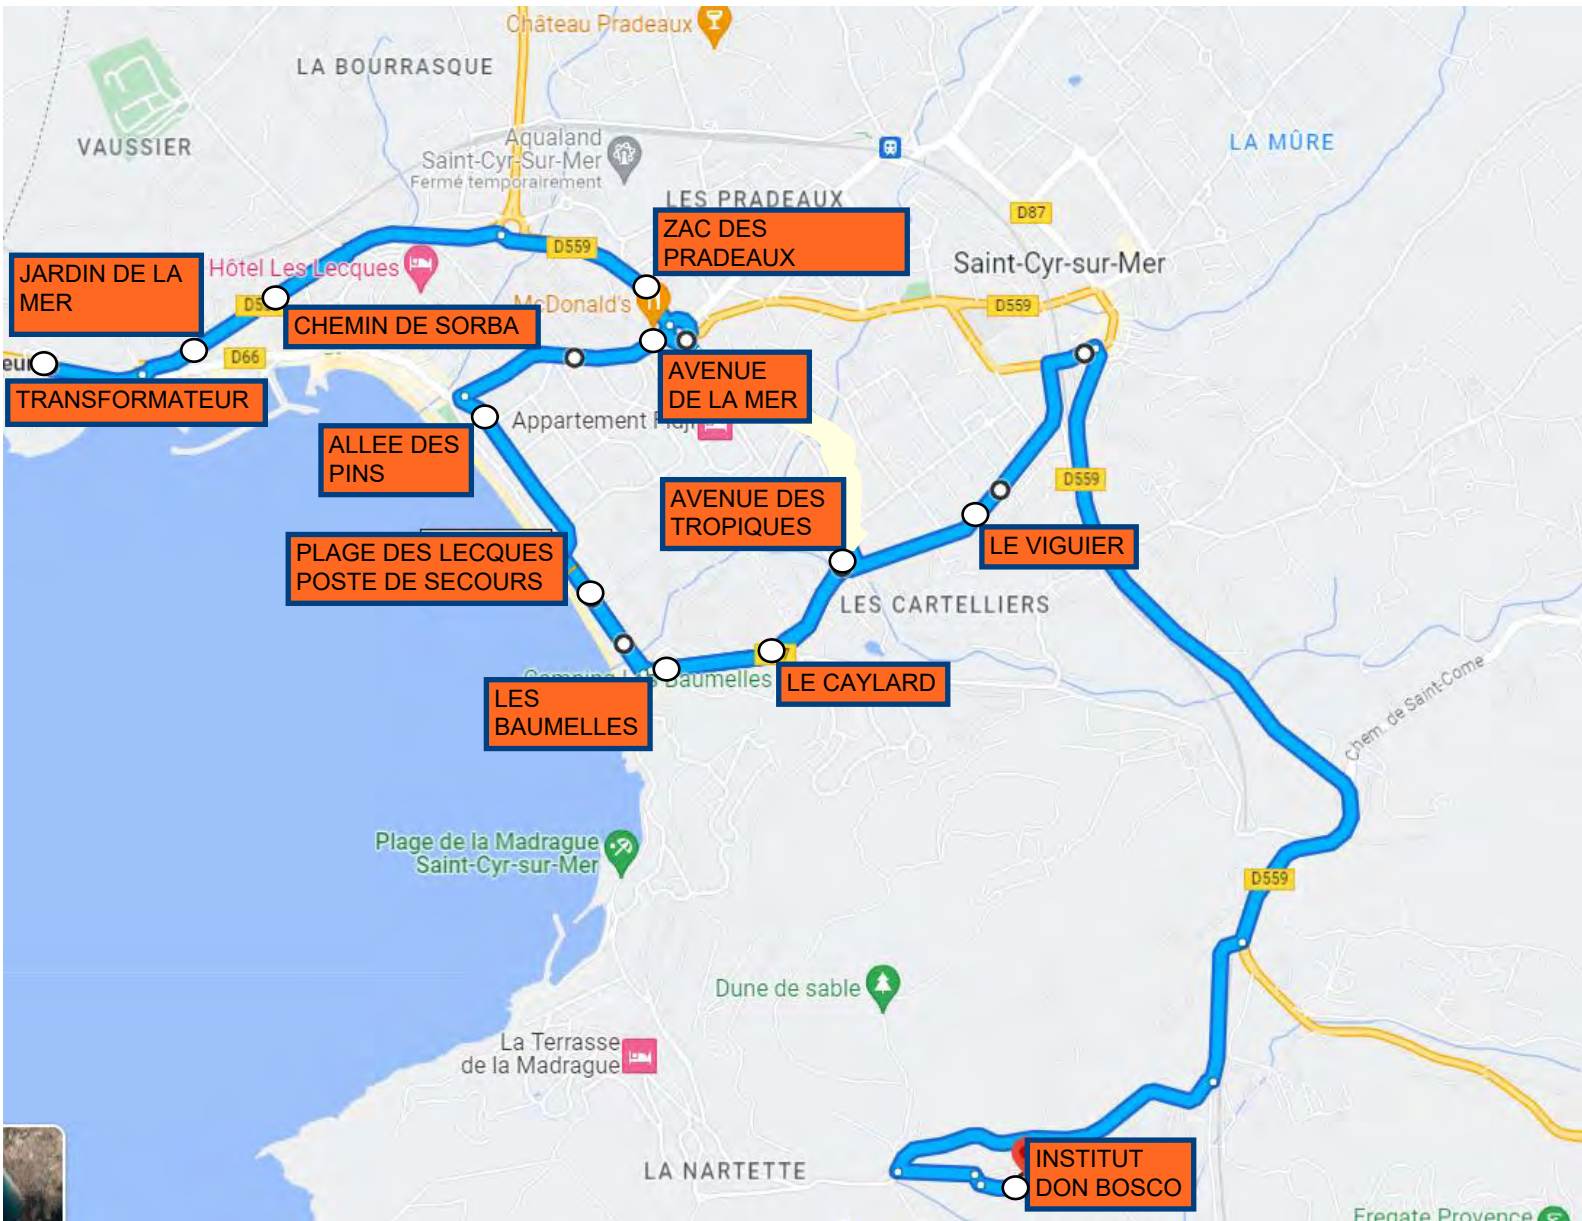 Château Pradeaux
LA BOURRASQUE
VAUSSIER
Aqualand
Saint-Cyr-Sur-Mer
Fermé temporairement
LA MÛRE
LES PRADEAUX
D87
ZAC DES
PRADEAUX
D559
Saint-Cyr-sur-Mer
JARDIN DE LA
MER
Hôtel Les Lecques
McDonald's
D559
CHEMIN DE SORBA
D66
TRANSFORMATEUR
AVENUE
DE LA MER
Appartement
ALLEE DES
PINS
D559
AVENUE DES
TROPIQUES
LE VIGUIER
PLAGE DES LECQUES
POSTE DE SECOURS
LES CARTELLIERS
Camping Les Baumelles
LE CAYLARD
LES
BAUMELLES
Chem. de Saint-Come
Plage de la Madrague
Saint-Cyr-sur-Mer
D559
Dune de sable
La Terrasse
de la Madrague
LA NARTETTE
INSTITUT
DON BOSCO
Fregate Provence